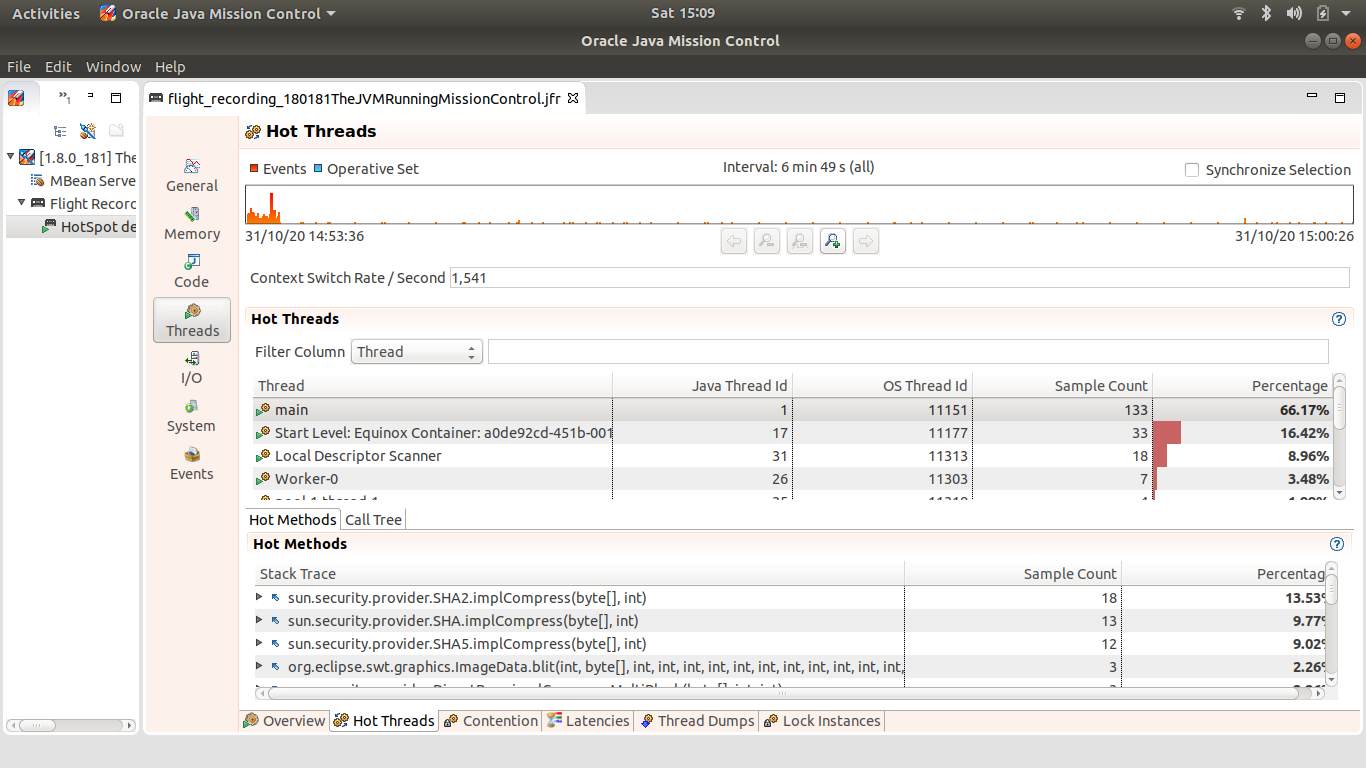 Activities Oracle Java Mission Control Sat 15:09
Oracle Java Mission Control
File Edit Window Help
»1
flight_recording_180181TheJVMRunningMissionControl.jfr
[1.8.0_181] The
MBean Serve
Flight Recorc
HotSpot de
General
Memory
Code
Threads
I/O
System
Events
Hot Threads
Events Operative Set Interval: 6 min 49 s (all) Synchronize Selection
31/10/20 14:53:36 31/10/20 15:00:26
Context Switch Rate / Second 1,541
Hot Threads
Filter Column Thread
Thread Java Thread Id OS Thread Id Sample Count Percentage
main 1 11151 133 66.17%
Start Level: Equinox Container: a0de92cd-451b-001 17 11177 33 16.42%
Local Descriptor Scanner 31 11313 18 8.96%
Worker-0 26 11303 7 3.48%
Hot Methods Call Tree
Hot Methods
Stack Trace Sample Count Percentag
sun.security.provider.SHA2.implCompress(byte[], int) 18 13.53%
sun.security.provider.SHA.implCompress(byte[], int) 13 9.77%
sun.security.provider.SHA5.implCompress(byte[], int) 12 9.02%
org.eclipse.swt.graphics.ImageData.blit(int, byte[], int, int, int, int, int, int, int, int, int, int, int, 3 2.26%
Overview Hot Threads Contention Latencies Thread Dumps Lock Instances